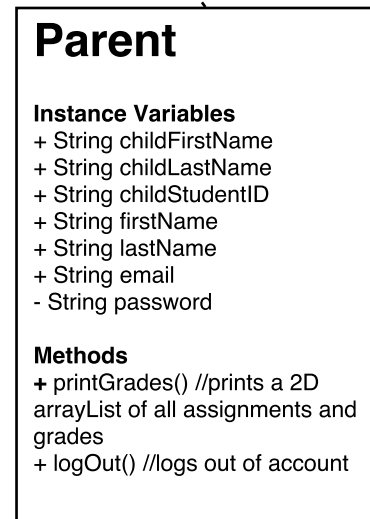 Parent
Instance Variables
+ String childFirstName
+ String childLastName
+ String childStudentID
+ String firstName
+ String lastName
+ String email
- String password
Methods
+ printGrades() //prints a 2D
arrayList of all assignments and
grades
+ logOut() //logs out of account